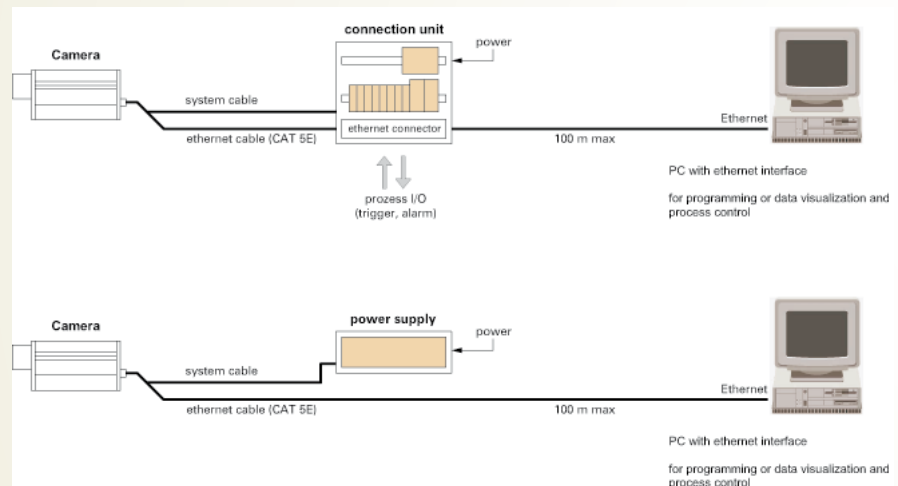 connection unit
Camera
power
system cable
Ethernet
ethernet connector
ethernet cable (CAT 5E)
100 m max
PC with ethernet interface
for programming or data visualization and
process control
prozess I/O
(trigger, alarm)
power supply
Camera
power
system cable
Ethernet
ethernet cable (CAT 5E)
100 m max
PC with ethernet interface
for programming or data visualization and
process control